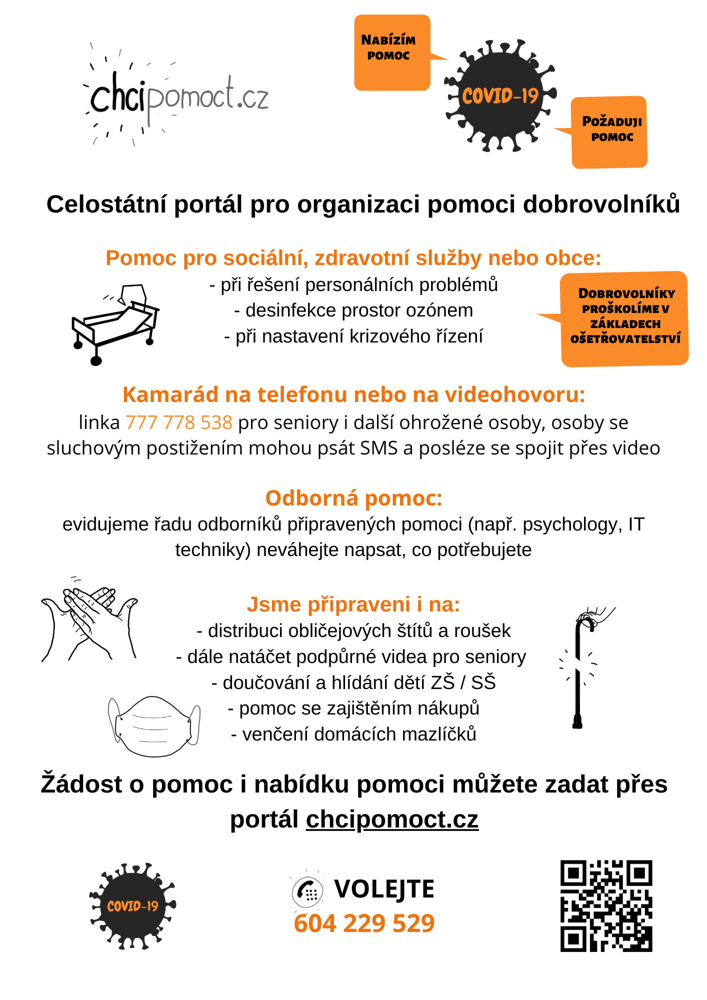 chcipomoct.cz
Nabízím
pomoc
COVID-19
Požaduji
pomoc
Celostátní portál pro organizaci pomoci dobrovolníků
Pomoc pro sociální, zdravotní služby nebo obce:
- při řešení personálních problémů
- desinfekce prostor ozónem
- při nastavení krizového řízení
Dobrovolníky
proškolíme v
základech
ošetřovatelství
Kamarád na telefonu nebo na videohovoru:
linka 777 778 538 pro seniory i další ohrožené osoby, osoby se
sluchovým postižením mohou psát SMS a posléze se spojit přes video
Odborná pomoc:
evidujeme řadu odborníků připravených pomoci (např. psychology, IT
techniky) neváhejte napsat, co potřebujete
Jsme připraveni i na:
- distribuci obličejových štítů a roušek
- dále natáčet podpůrné videa pro seniory
- doučování a hlídání dětí ZŠ / SŠ
- pomoc se zajištěním nákupů
- venčení domácích mazlíčků
Žádost o pomoc i nabídku pomoci můžete zadat přes
portál chcipomoct.cz
COVID-19
VOLEJTE
604 229 529